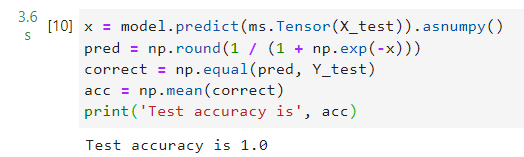 3.6
s
[10] x = model.predict(ms.Tensor(X_test)).asnumpy()
pred = np.round(1 / (1 + np.exp(-x)))
correct = np.equal(pred, Y_test)
acc = np.mean(correct)
print('Test accuracy is', acc)
Test accuracy is 1.0